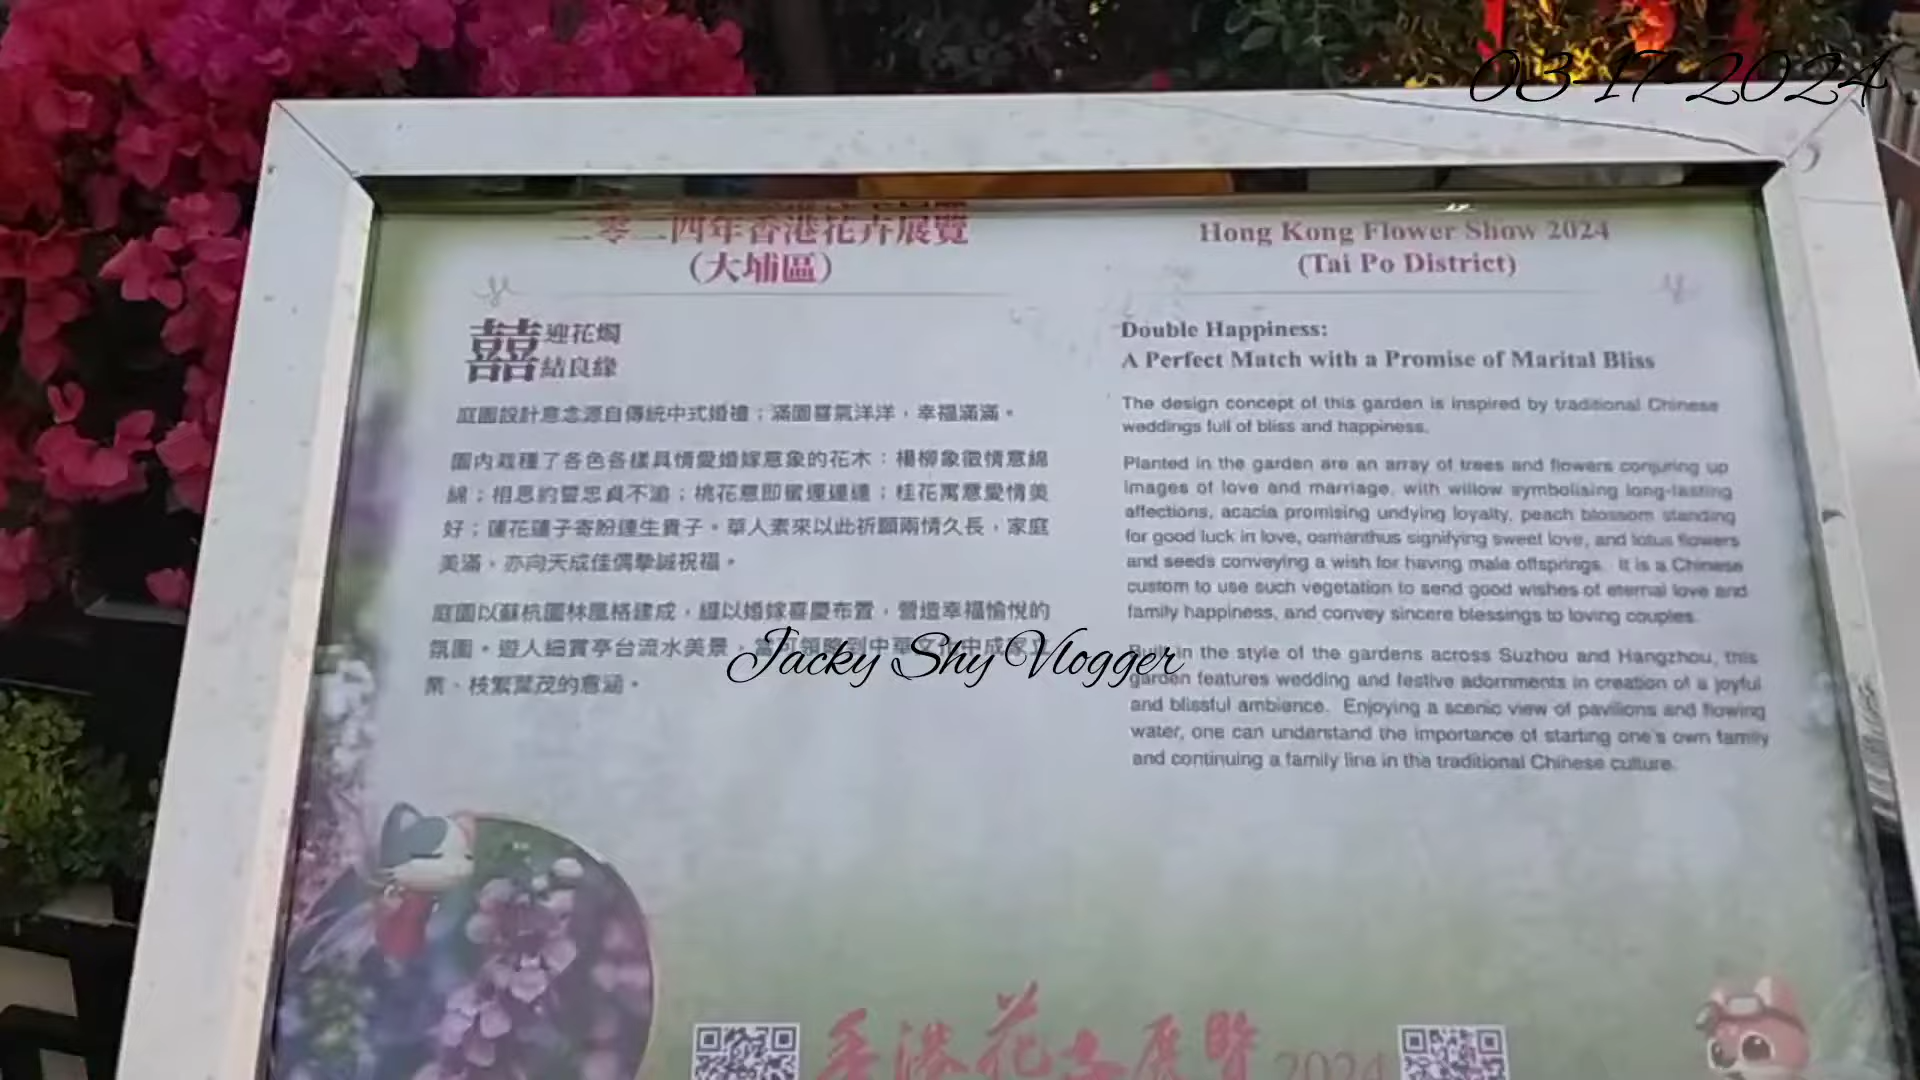 03-17-2024
二零二四年香港花卉展覽
(大埔區)
囍迎花燭
結良緣
庭園設計意念源自傳統中式婚禮；滿園喜氣洋洋，幸福滿滿。
園內栽種了各色各樣具情愛婚嫁意象的花木：楊柳象徵情意綿
綿；相思約誓忠貞不渝；桃花意即蜜運連連；桂花寓意愛情美
好；蓮花蓮子寄盼連生貴子。華人素來以此祈願兩情久長，家庭
美滿，亦向天成佳偶摯誠祝福。
庭園以蘇杭園林風格建成，綴以婚嫁喜慶布置，營造幸福愉悅的
氛圍。遊人細賞亭台流水美景，當可領略到中華文化中成家立
業、枝繁葉茂的意涵。
Hong Kong Flower Show 2024
(Tai Po District)
Double Happiness:
A Perfect Match with a Promise of Marital Bliss
The design concept of this garden is inspired by traditional Chinese
weddings full of bliss and happiness.
Planted in the garden are an array of trees and flowers conjuring up
images of love and marriage, with willow symbolising long-lasting
affections, acacia promising undying loyalty, peach blossom standing
for good luck in love, osmanthus signifying sweet love, and lotus flowers
and seeds conveying a wish for having male offsprings. It is a Chinese
custom to use such vegetation to send good wishes of eternal love and
family happiness, and convey sincere blessings to loving couples.
Built in the style of the gardens across Suzhou and Hangzhou, this
garden features wedding and festive adornments in creation of a joyful
and blissful ambience. Enjoying a scenic view of pavilions and flowing
water, one can understand the importance of starting one's own family
and continuing a family line in the traditional Chinese culture.
Jacky Shy Vlogger
香港花卉展覽 2024